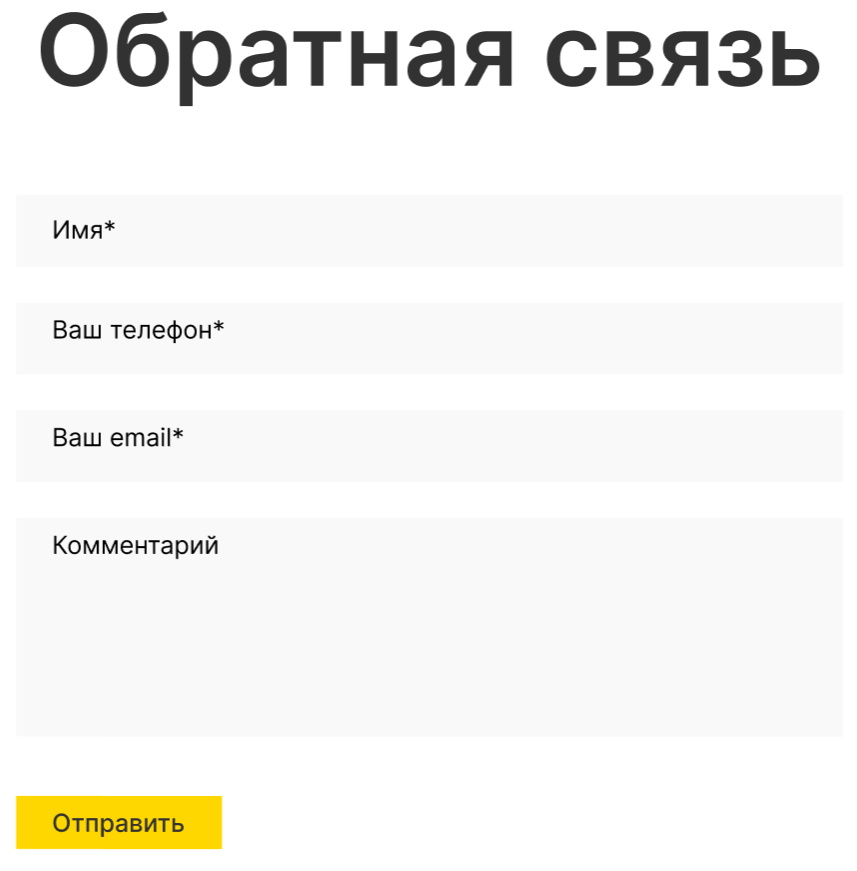 Обратная связь
Имя*
Ваш телефон*
Ваш email*
Комментарий
Отправить